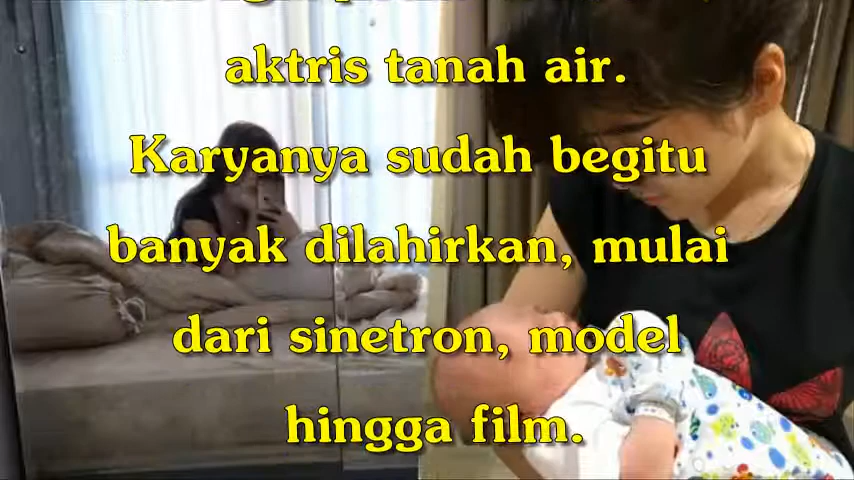 aktris tanah air.
Karyanya sudah begitu
banyak dilahirkan, mulai
dari sinetron, model
hingga film.